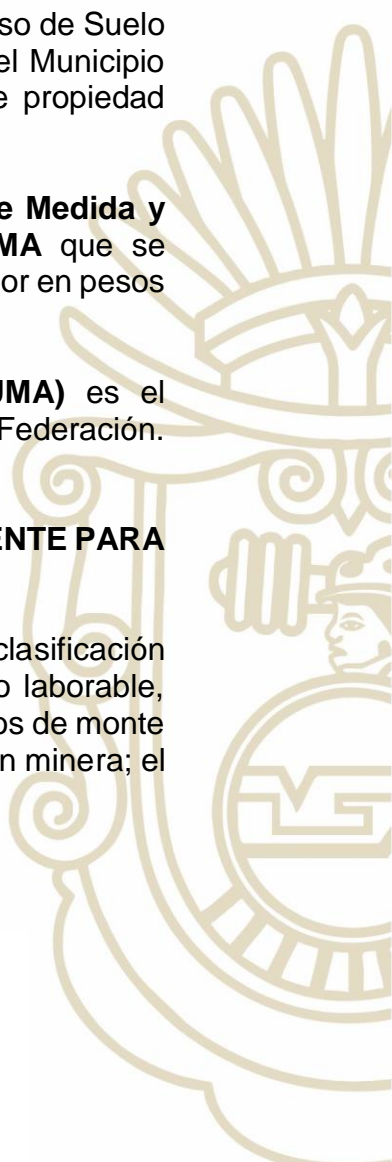 so de Suelo
el Municipio
e propiedad
e Medida y
MA que se
or en pesos
UMA) es el
Federación.
ENTE PARA
clasificación
o laborable,
os de monte
n minera; el